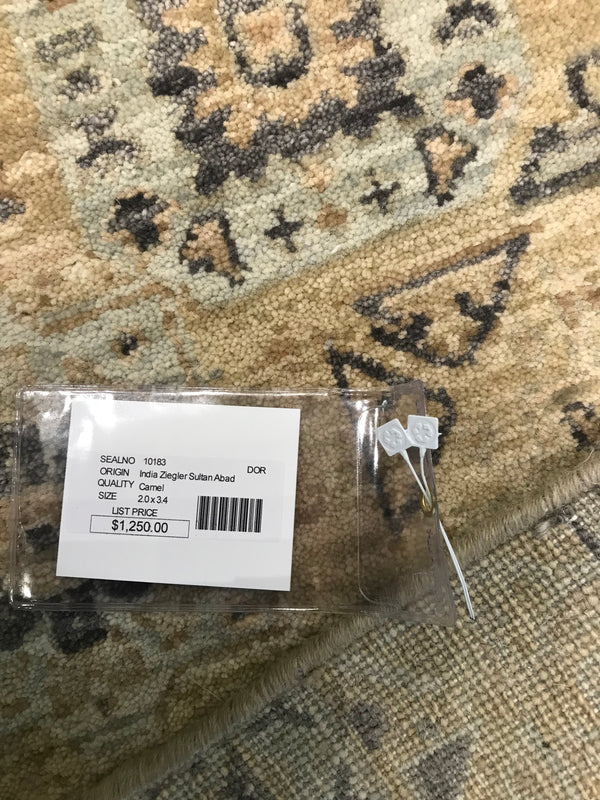 SEALNO 10183
ORIGIN India Ziegler Sultan Abad DOR
QUALITY Camel
SIZE 2.0 x 3.4
LIST PRICE
$1,250.00